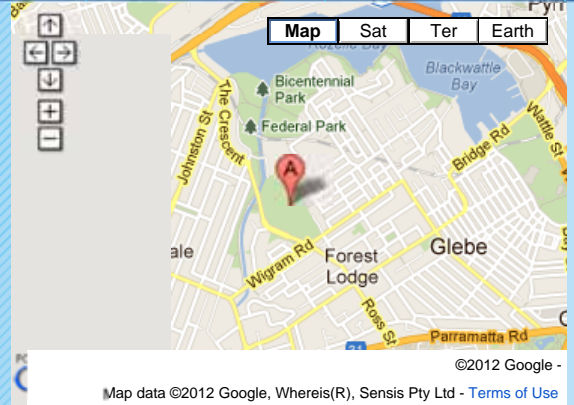 Map Sat Ter Earth
Rozelle Bay
Blackwattle
Bay
Bicentennial
Park
Federal Park
The Crescent
Johnston St
Wattle St
Bridge Rd
A
ale
Wigram Rd
Forest
Lodge
Glebe
Ross St
Parramatta Rd
31
©2012 Google -
Map data ©2012 Google, Whereis(R), Sensis Pty Ltd - Terms of Use